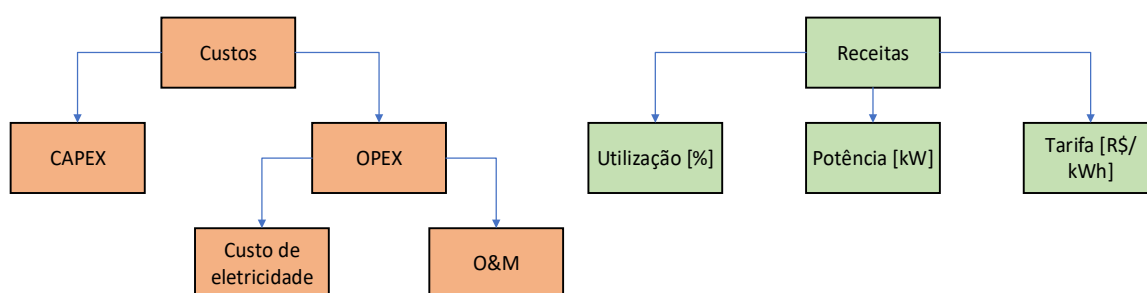 Custos
Receitas
CAPEX
OPEX
Utilização [%]
Potência [kW]
Tarifa [R$/
kWh]
Custo de
eletricidade
O&M